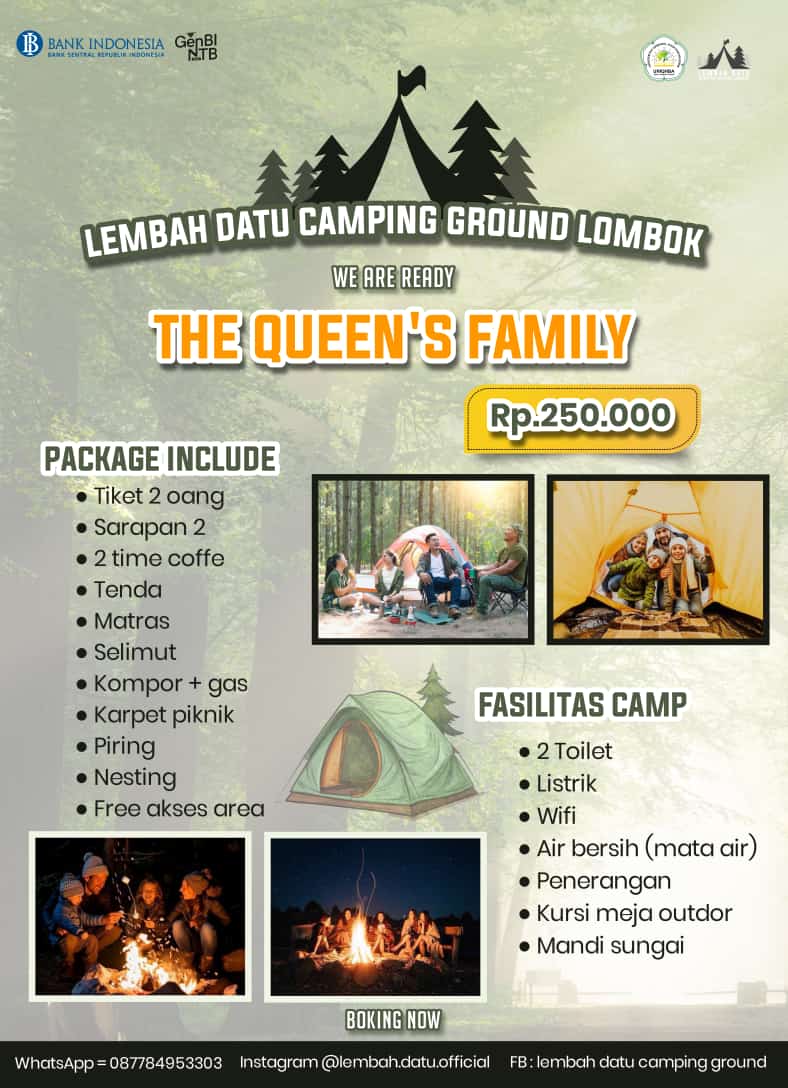 BANK INDONESIA
BANK SENTRAL REPUBLIK INDONESIA
GenBI
NTB
UNIQHBA
LEMBAH DATU
LEMBAH DATU CAMPING GROUND LOMBOK
WE ARE READY
THE QUEEN'S FAMILY
Rp.250.000
PACKAGE INCLUDE
● Tiket 2 oang
● Sarapan 2
● 2 time coffe
● Tenda
● Matras
● Selimut
● Kompor + gas
● Karpet piknik
● Piring
● Nesting
● Free akses area
FASILITAS CAMP
● 2 Toilet
● Listrik
● Wifi
● Air bersih (mata air)
● Penerangan
● Kursi meja outdor
● Mandi sungai
BOKING NOW
WhatsApp = 087784953303 Instagram @lembah.datu.official FB : lembah datu camping ground